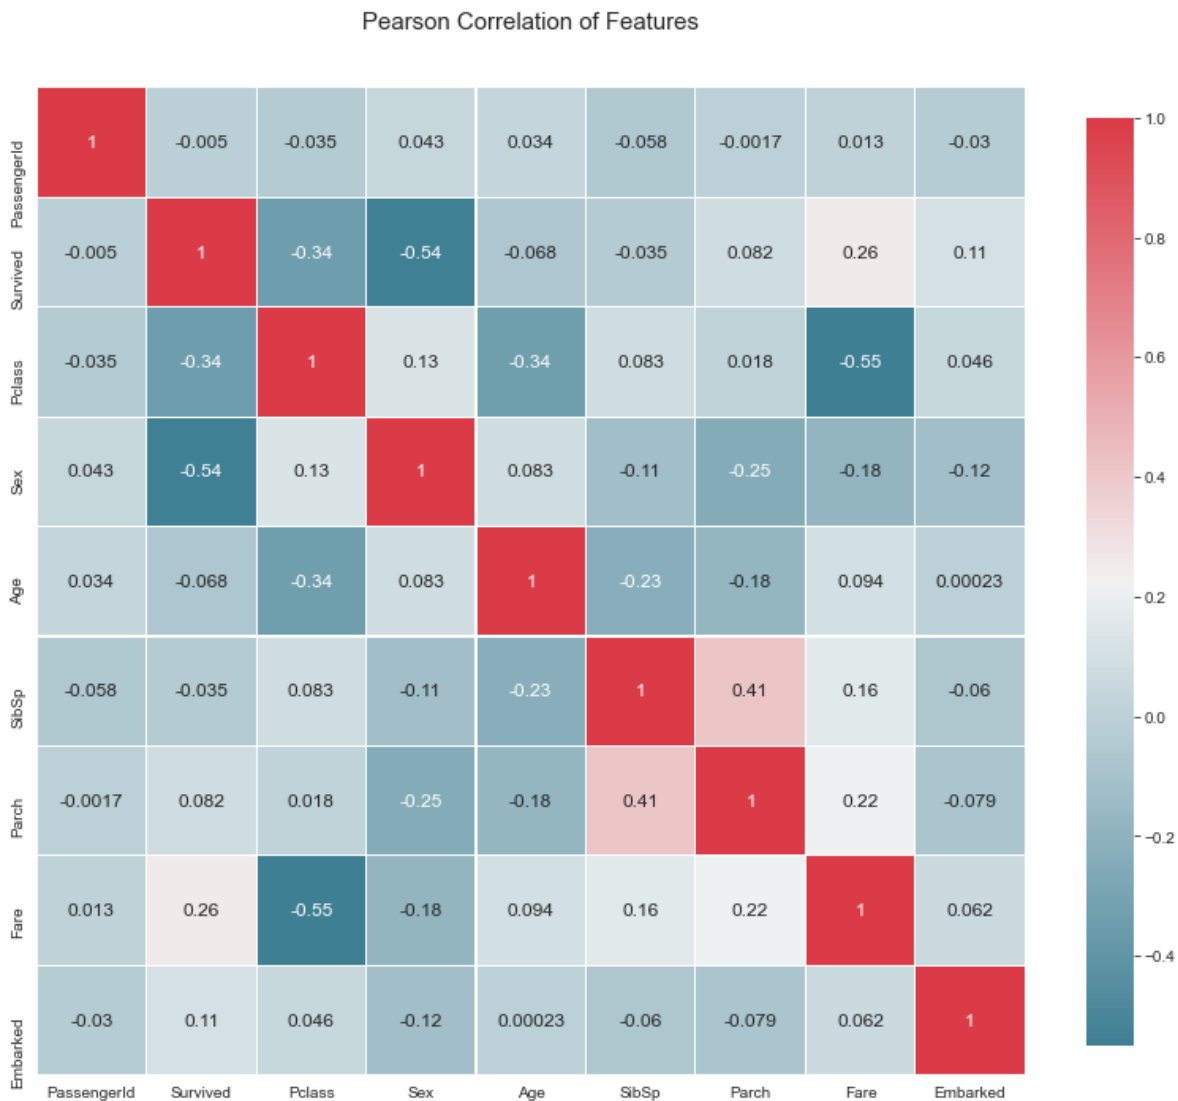 Pearson Correlation of Features
PassengerId 1 -0.005 -0.035 0.043 0.034 -0.058 -0.0017 0.013 -0.03
Survived -0.005 1 -0.34 -0.54 -0.068 -0.035 0.082 0.26 0.11
Pclass -0.035 -0.34 1 0.13 -0.34 0.083 0.018 -0.55 0.046
Sex 0.043 -0.54 0.13 1 0.083 -0.11 -0.25 -0.18 -0.12
Age 0.034 -0.068 -0.34 0.083 1 -0.23 -0.18 0.094 0.00023
SibSp -0.058 -0.035 0.083 -0.11 -0.23 1 0.41 0.16 -0.06
Parch -0.0017 0.082 0.018 -0.25 -0.18 0.41 1 0.22 -0.079
Fare 0.013 0.26 -0.55 -0.18 0.094 0.16 0.22 1 0.062
Embarked -0.03 0.11 0.046 -0.12 0.00023 -0.06 -0.079 0.062 1
PassengerId Survived Pclass Sex Age SibSp Parch Fare Embarked
1.0
0.8
0.6
0.4
0.2
0.0
−0.2
−0.4